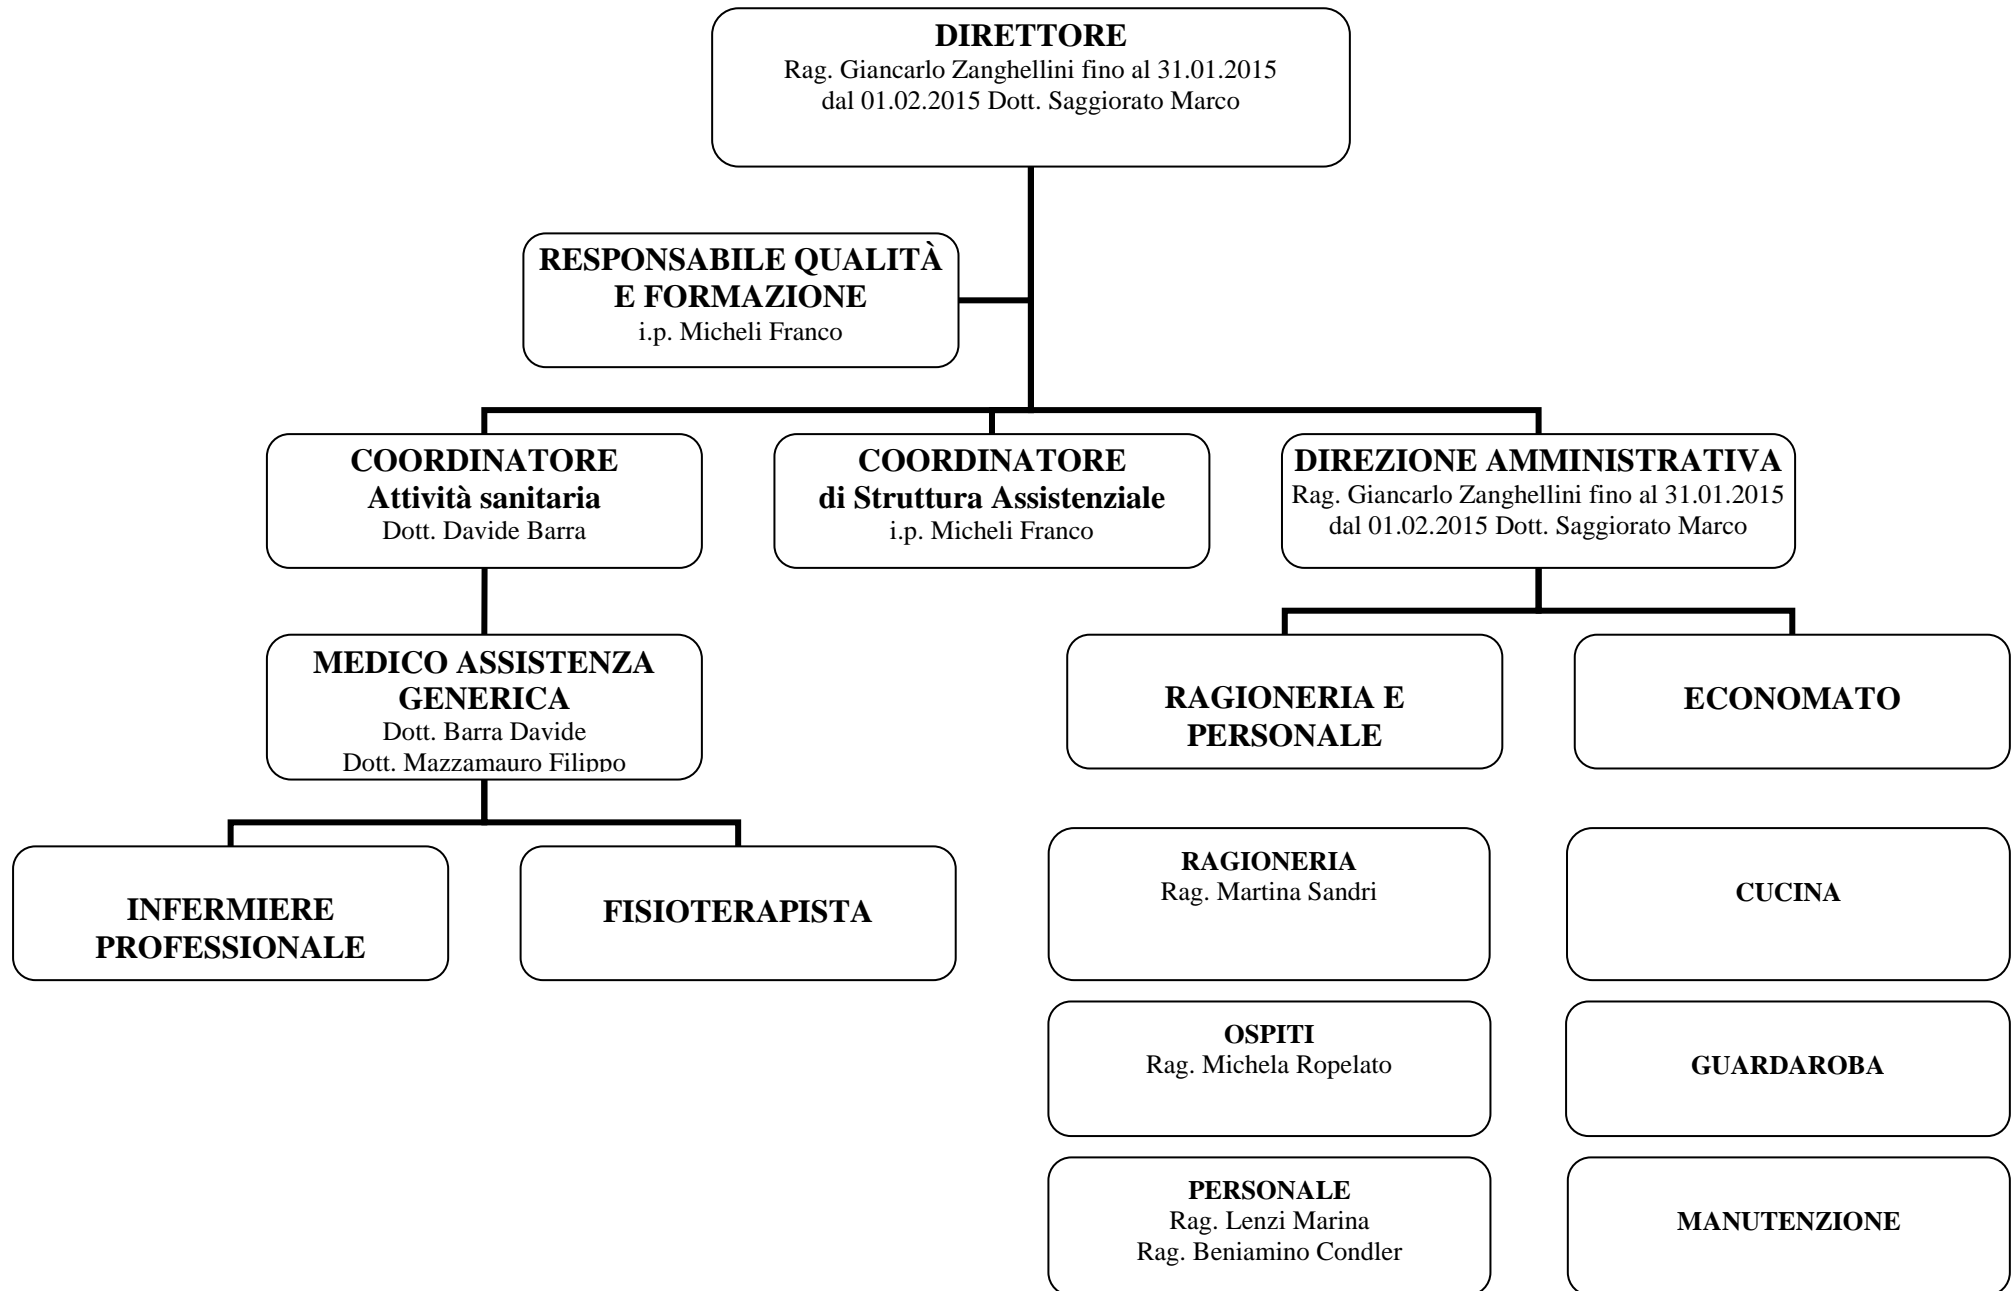 DIRETTORE
Rag. Giancarlo Zanghellini fino al 31.01.2015
dal 01.02.2015 Dott. Saggiorato Marco
RESPONSABILE QUALITÀ
E FORMAZIONE
i.p. Micheli Franco
COORDINATORE
Attività sanitaria
Dott. Davide Barra
COORDINATORE
di Struttura Assistenziale
i.p. Micheli Franco
DIREZIONE AMMINISTRATIVA
Rag. Giancarlo Zanghellini fino al 31.01.2015
dal 01.02.2015 Dott. Saggiorato Marco
MEDICO ASSISTENZA
GENERICA
Dott. Barra Davide
Dott. Mazzamauro Filippo
RAGIONERIA E
PERSONALE
ECONOMATO
INFERMIERE
PROFESSIONALE
FISIOTERAPISTA
RAGIONERIA
Rag. Martina Sandri
CUCINA
OSPITI
Rag. Michela Ropelato
GUARDAROBA
PERSONALE
Rag. Lenzi Marina
Rag. Beniamino Condler
MANUTENZIONE